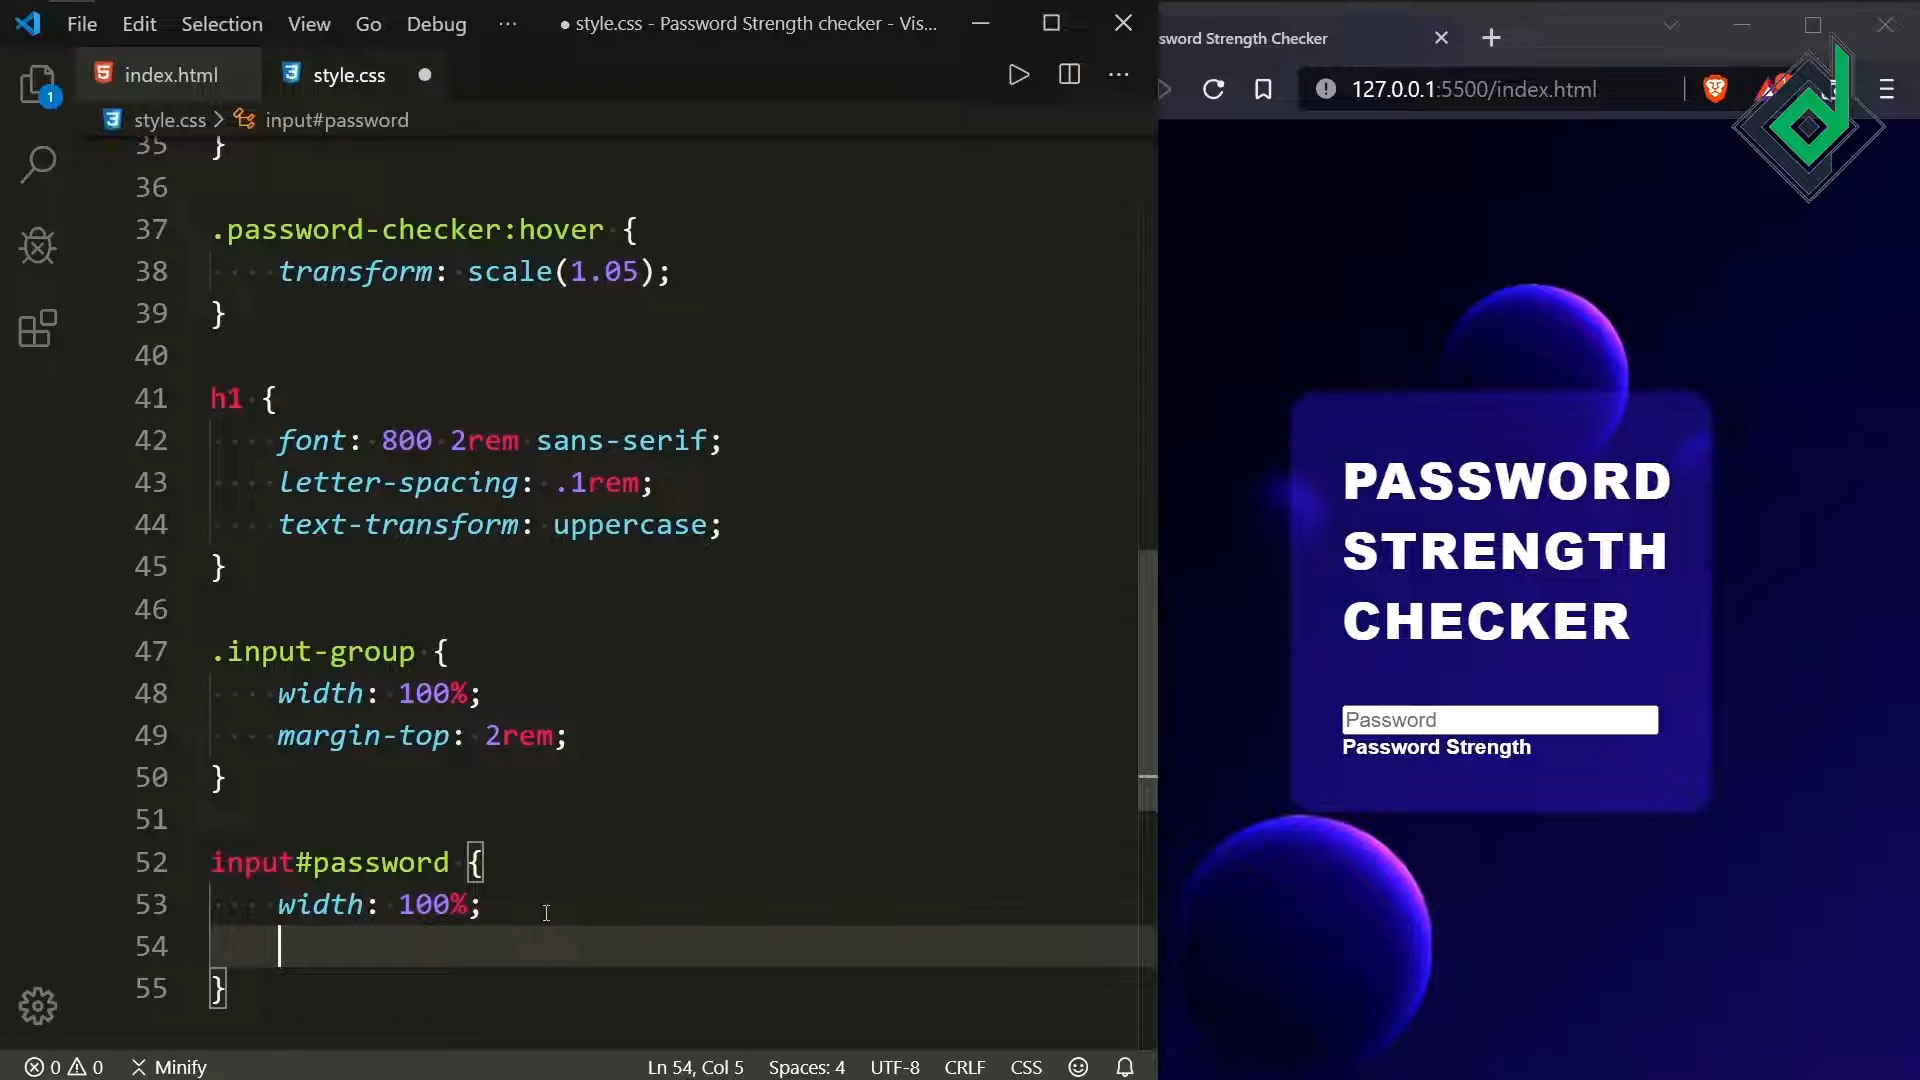 File Edit Selection View Go Debug ··· ● style.css - Password Strength checker - Vis...
index.html style.css ●
style.css > input#password
35 }
36
37 .password-checker:hover {
38 transform: scale(1.05);
39 }
40
41 h1 {
42 font: 800 2rem sans-serif;
43 letter-spacing: .1rem;
44 text-transform: uppercase;
45 }
46
47 .input-group {
48 width: 100%;
49 margin-top: 2rem;
50 }
51
52 input#password {
53 width: 100%;
54
55 }
1
0 0 Minify
Ln 54, Col 5 Spaces: 4 UTF-8 CRLF CSS
sword Strength Checker
127.0.0.1:5500/index.html
PASSWORD
STRENGTH
CHECKER
Password
Password Strength